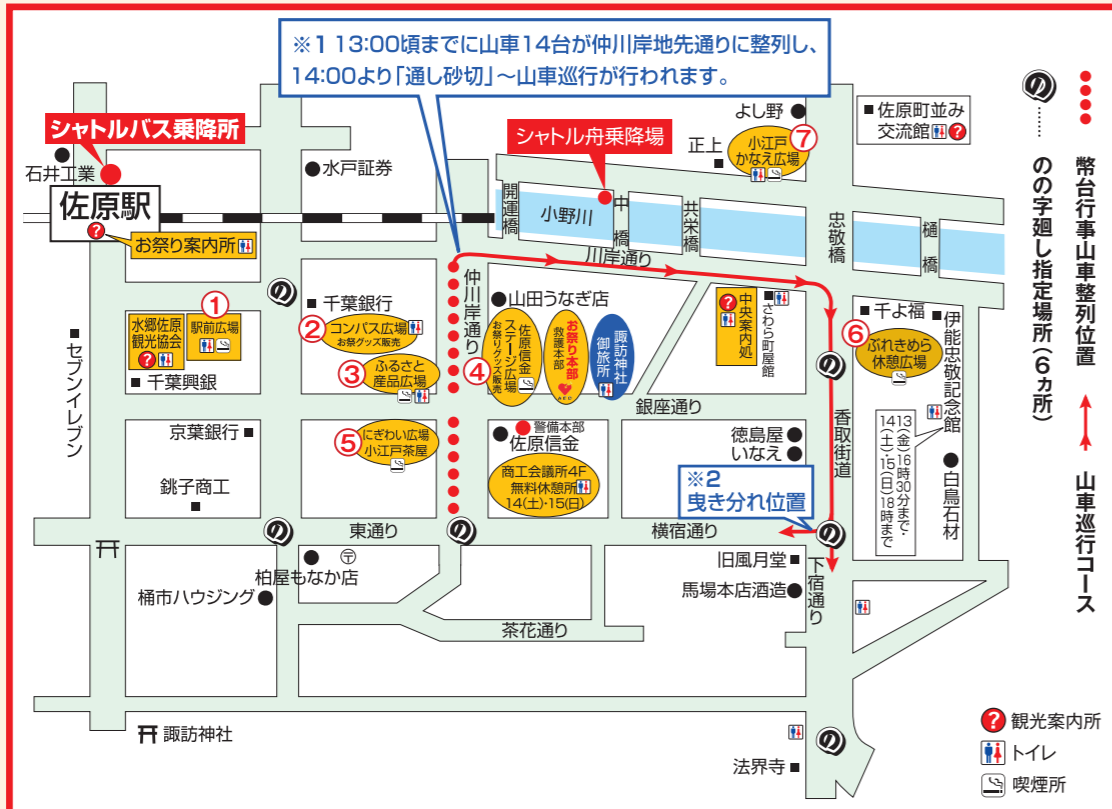 ※1 13:00頃までに山車14台が仲川岸地先通りに整列し、
14:00より「通し砂切」～山車巡行が行われます。
シャトルバス乗降所
石井工業
佐原駅
?
お祭り案内所
水戸証券
シャトル舟乗降場
よし野
正上
⑦
小江戸
かなえ広場
佐原町並み
交流館
?
開運橋
小野川
中橋
共栄橋
忠敬橋
樋橋
川岸通り
仲川岸通り
の
①
駅前広場
水郷佐原
観光協会
?
千葉興銀
セブンイレブン
千葉銀行
②
コンパス広場
お祭グッズ販売
③
ふるさと
産品広場
山田うなぎ店
④
佐原信金
ステージ広場
お祭りグッズ販売
お祭り本部
救護本部
AED
諏訪神社
御旅所
?
中央案内処
さわら町屋館
の
千よ福
⑥
ぶれきめら
休憩広場
伊能忠敬記念館
13(金)16時30分まで・
14(土)・15(日)18時まで
白鳥石材
銀座通り
香取街道
京葉銀行
⑤
にぎわい広場
小江戸茶屋
警備本部
佐原信金
商工会議所4F
無料休憩所
14(土)・15(日)
徳島屋
いなえ
※2
曳き分れ位置
銚子商工
東通り
横宿通り
の
の
の
下宿通り
柏屋もなか店
〒
桶市ハウジング
旧風月堂
馬場本店酒造
茶花通り
諏訪神社
法界寺
の
幣台行事山車整列位置
山車巡行コース
の……のの字廻し指定場所(6ヵ所)
? 観光案内所
トイレ
喫煙所